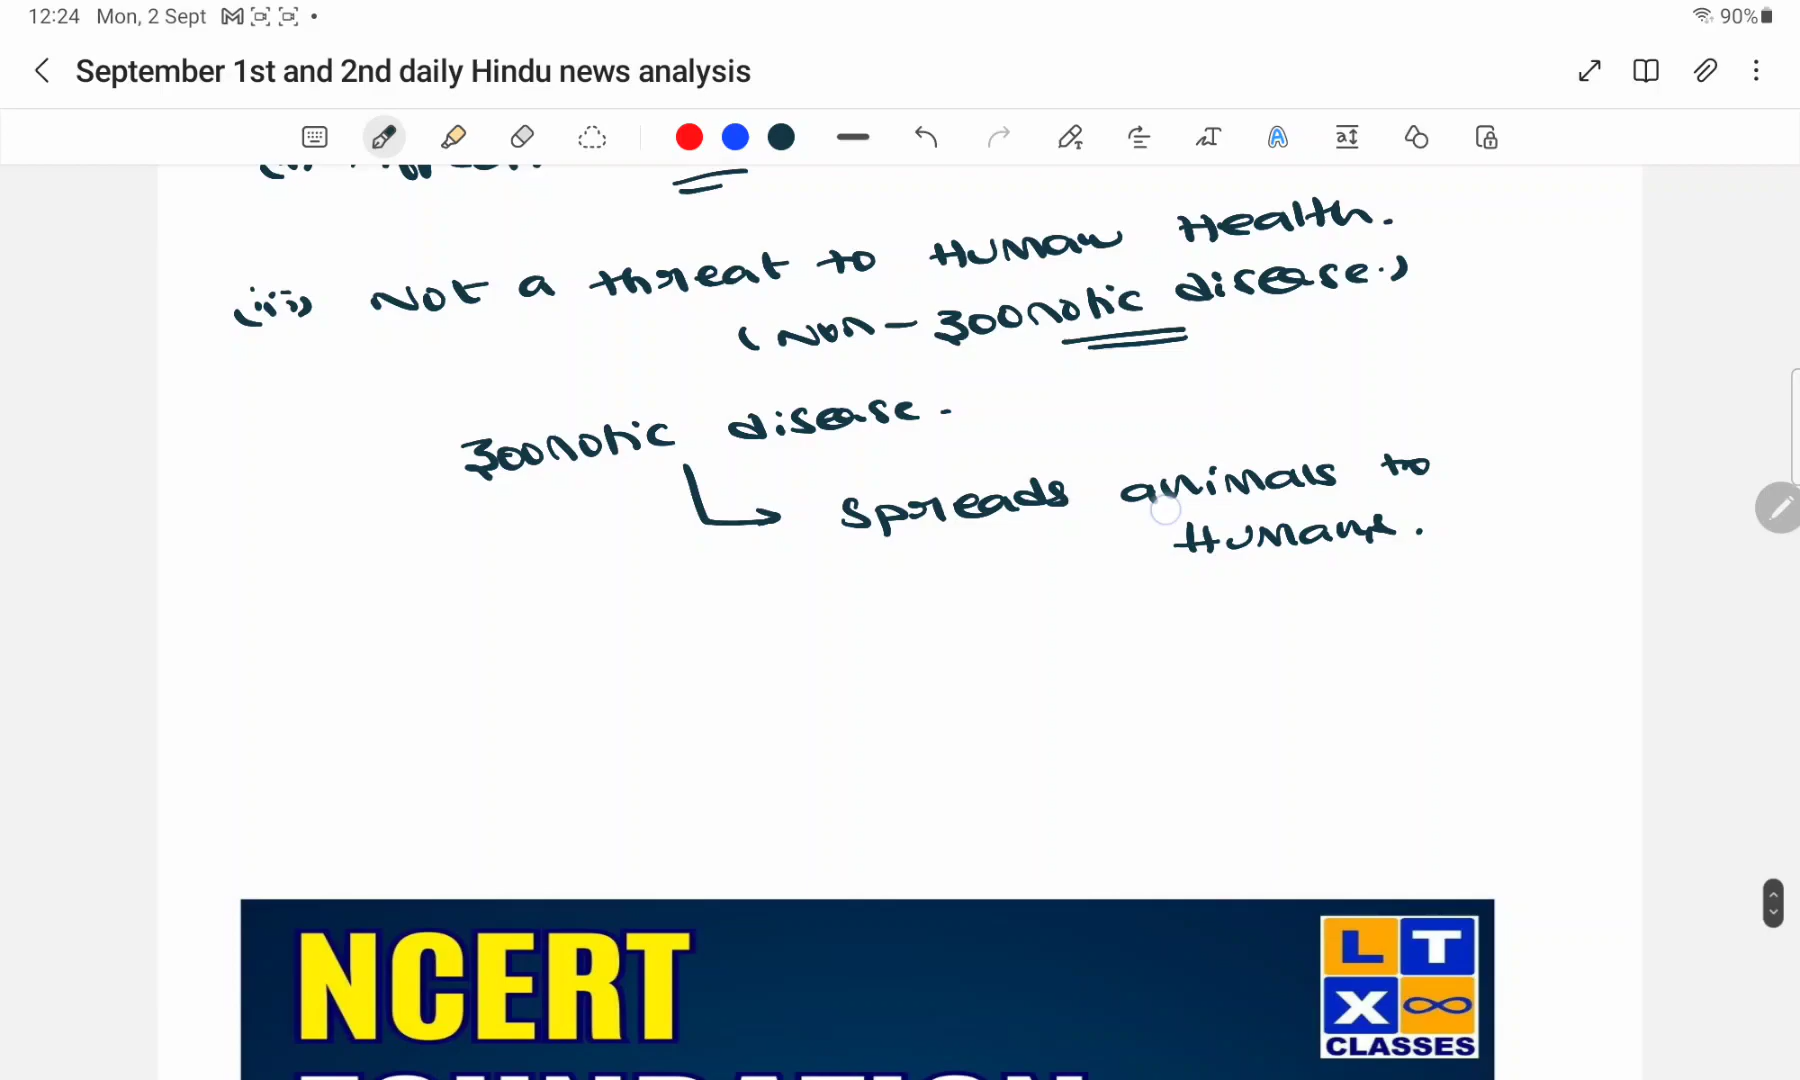 12:24 Mon, 2 Sept
90%
September 1st and 2nd daily Hindu news analysis
(iii) Not a threat to Human Health.
(Non-zoonotic disease.)
zoonotic disease.
spreads animals to
Humans.
NCERT
L T
X ∞
CLASSES